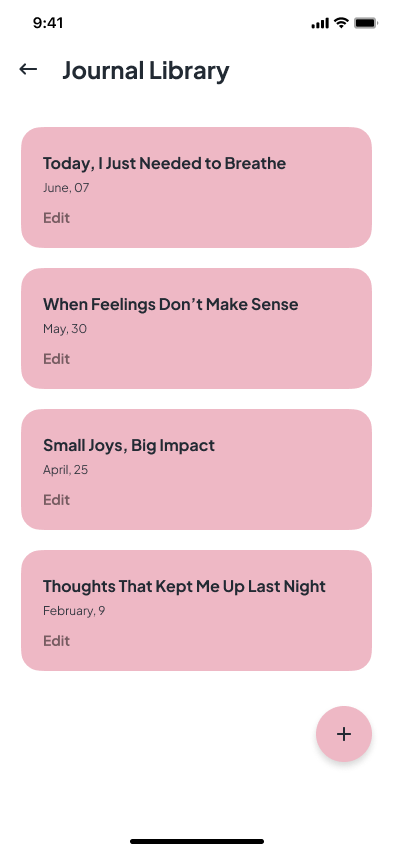 9:41
Journal Library
Today, I Just Needed to Breathe
June, 07
Edit
When Feelings Don’t Make Sense
May, 30
Edit
Small Joys, Big Impact
April, 25
Edit
Thoughts That Kept Me Up Last Night
February, 9
Edit